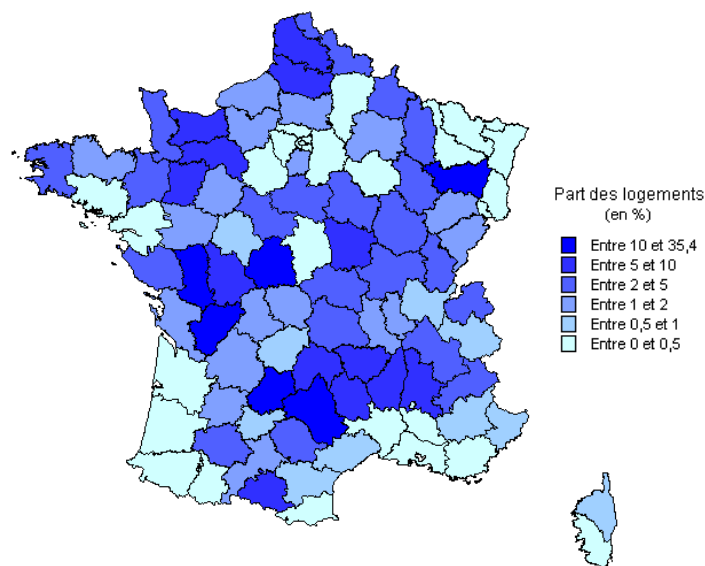 Part des logements
(en %)
Entre 10 et 35,4
Entre 5 et 10
Entre 2 et 5
Entre 1 et 2
Entre 0,5 et 1
Entre 0 et 0,5